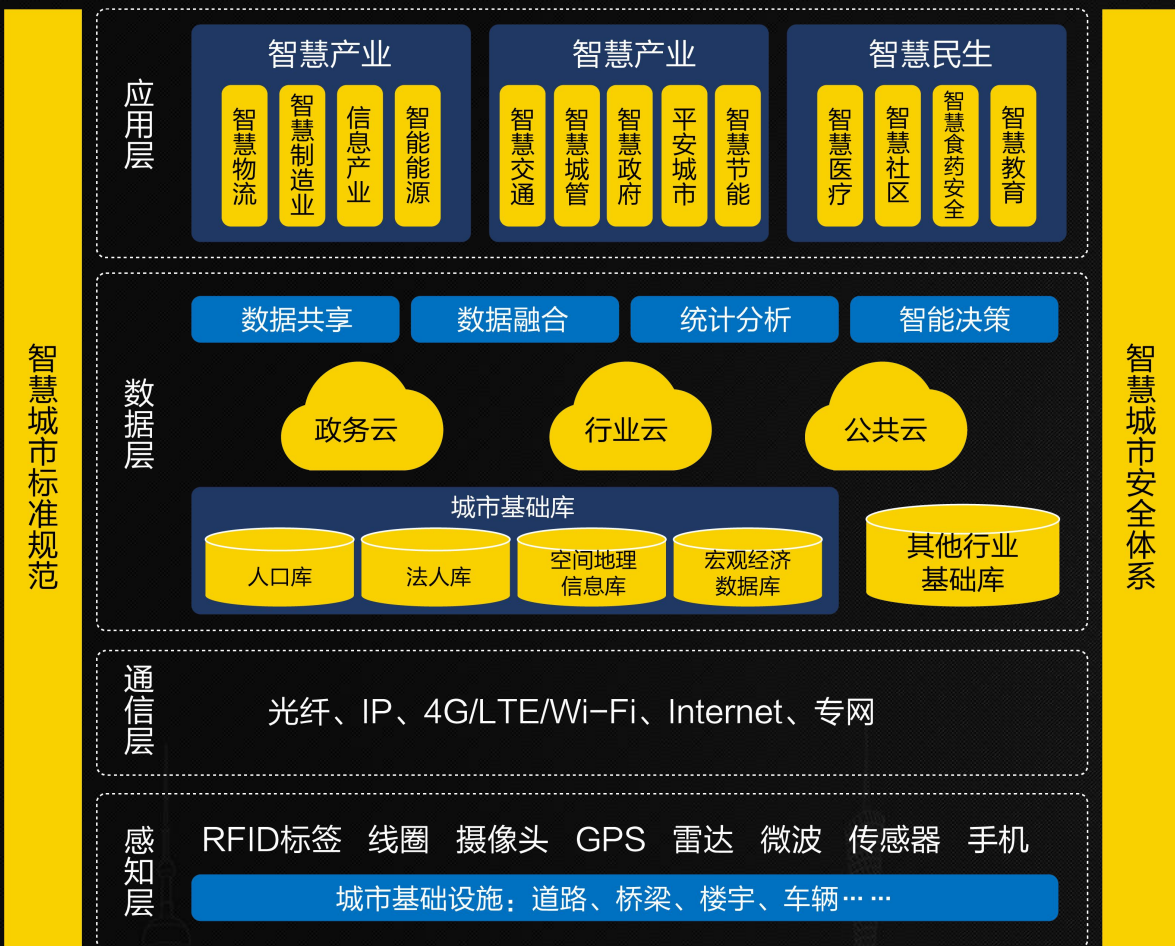 智慧城市标准规范
应用层
智慧产业
智慧物流
智慧制造业
信息产业
智能能源
智慧产业
智慧交通
智慧城管
智慧政府
平安城市
智慧节能
智慧民生
智慧医疗
智慧社区
智慧食药安全
智慧教育
数据层
数据共享
数据融合
统计分析
智能决策
政务云
行业云
公共云
城市基础库
人口库
法人库
空间地理
信息库
宏观经济
数据库
其他行业
基础库
通信层
光纤、IP、4G/LTE/Wi-Fi、Internet、专网
感知层
RFID标签 线圈 摄像头 GPS 雷达 微波 传感器 手机
城市基础设施：道路、桥梁、楼宇、车辆……
智慧城市安全体系